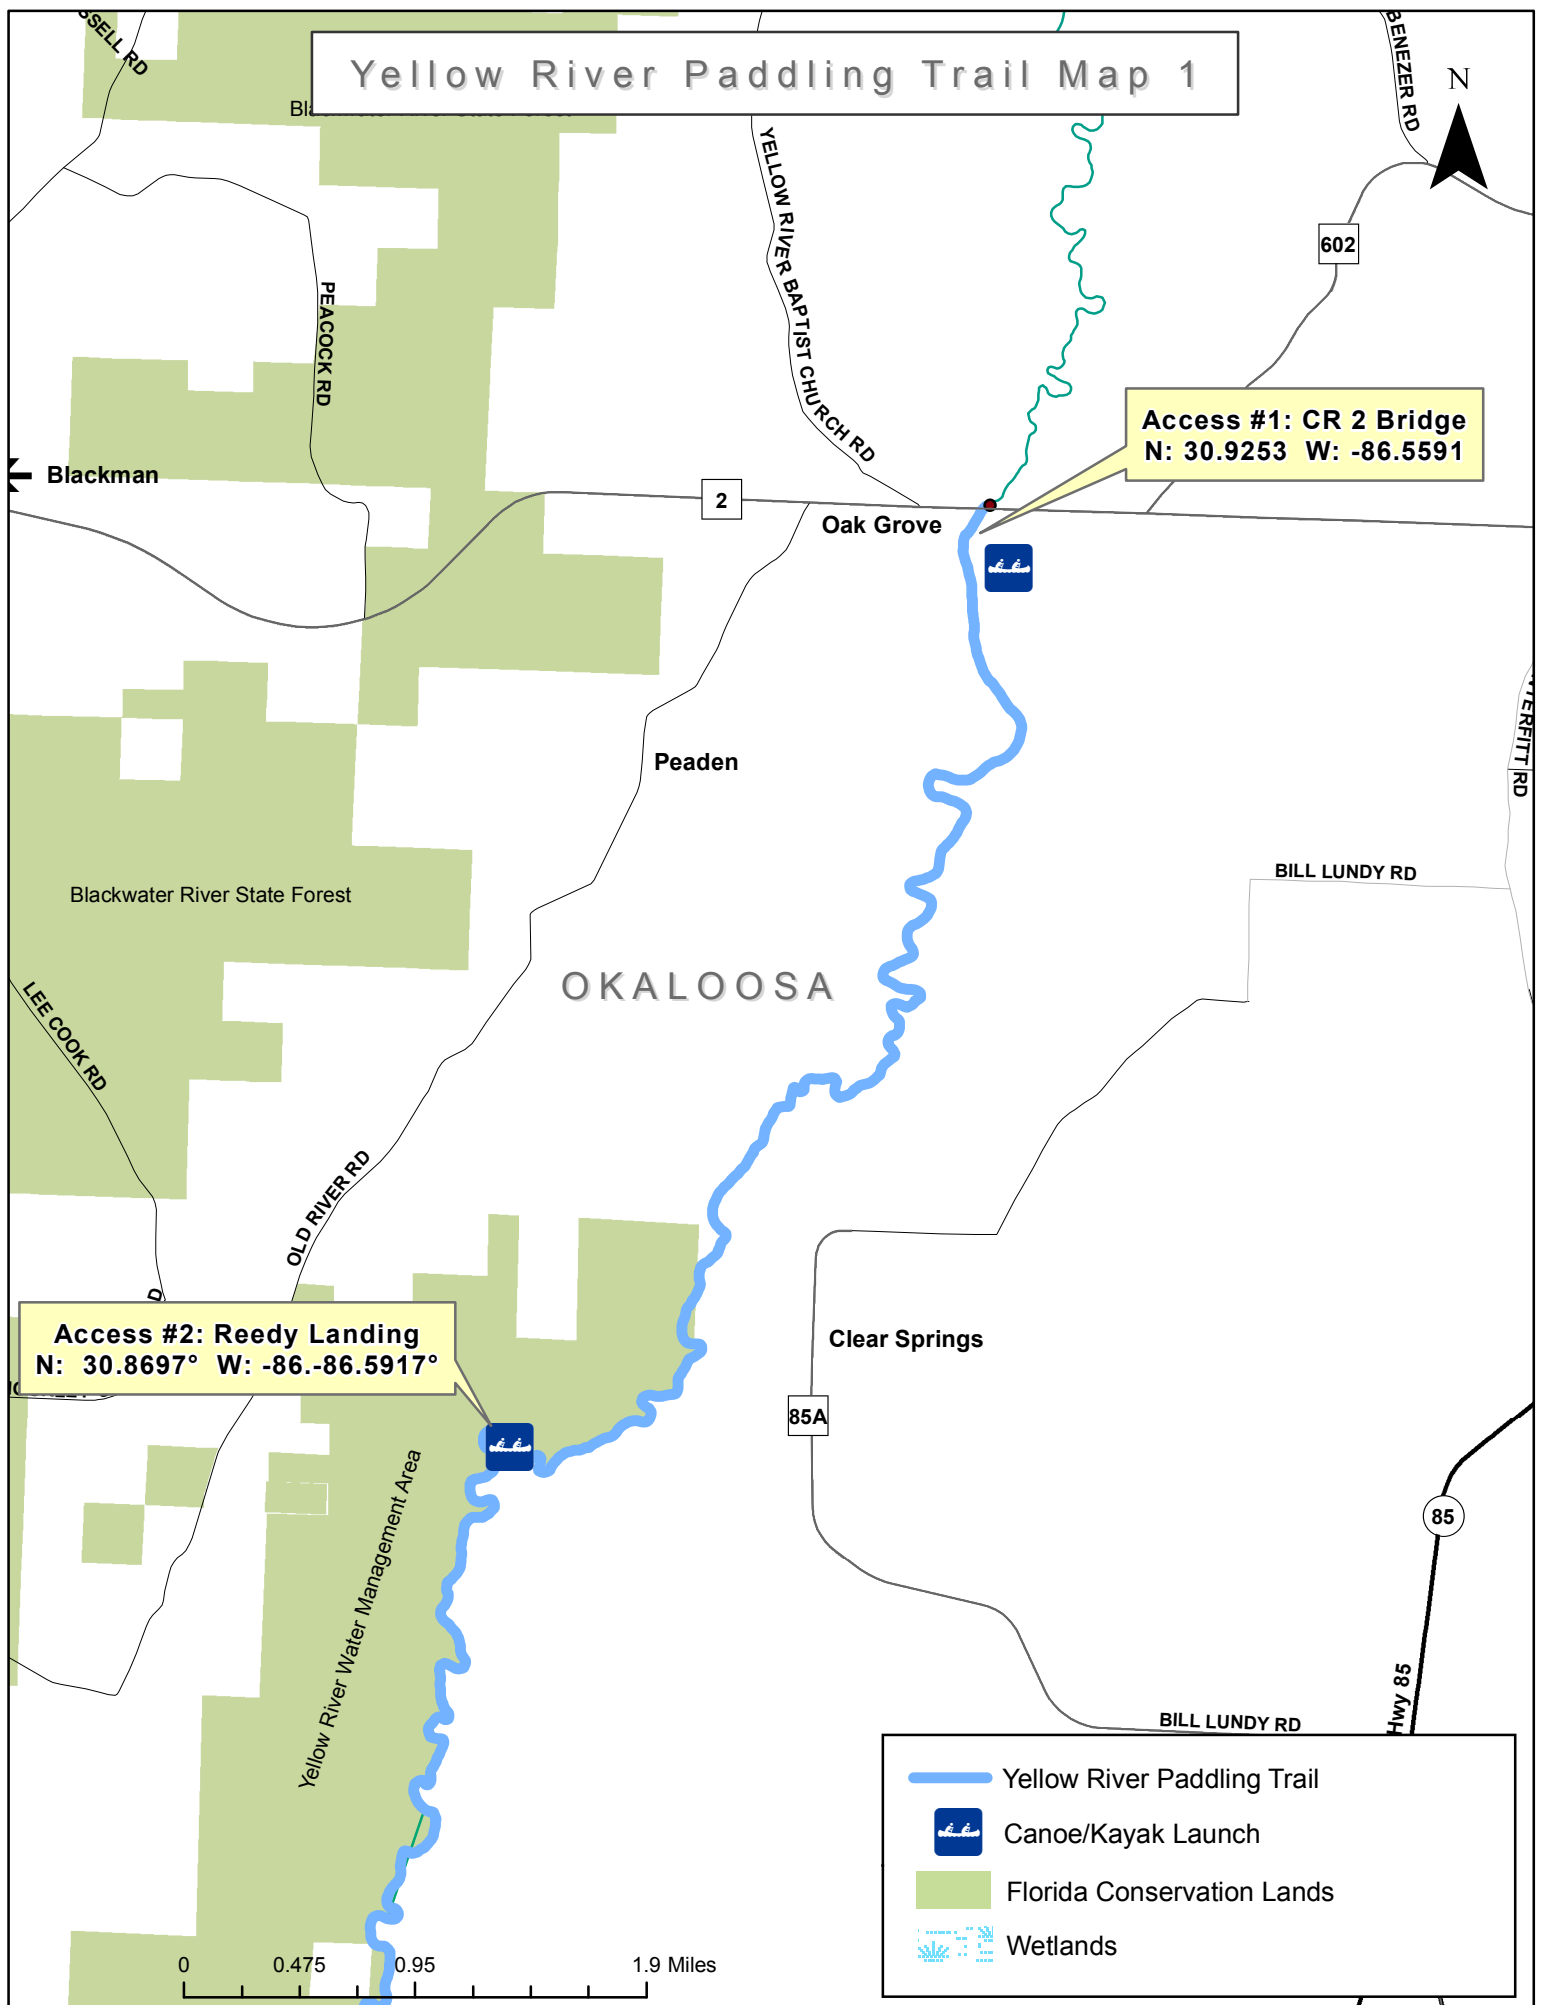 Yellow River Paddling Trail Map 1
N
BENEZER RD
YELLOW RIVER BAPTIST CHURCH RD
602
PEACOCK RD
Access #1: CR 2 Bridge
N: 30.9253 W: -86.5591
Blackman
2
Oak Grove
Peaden
RD
BILL LUNDY RD
Blackwater River State Forest
OKALOOSA
LEE COOK RD
OLD RIVER RD
Access #2: Reedy Landing
N: 30.8697° W: -86.-86.5917°
Clear Springs
85A
85
Yellow River Water Management Area
Hwy 85
BILL LUNDY RD
Yellow River Paddling Trail
Canoe/Kayak Launch
Florida Conservation Lands
Wetlands
0 0.475 0.95 1.9 Miles